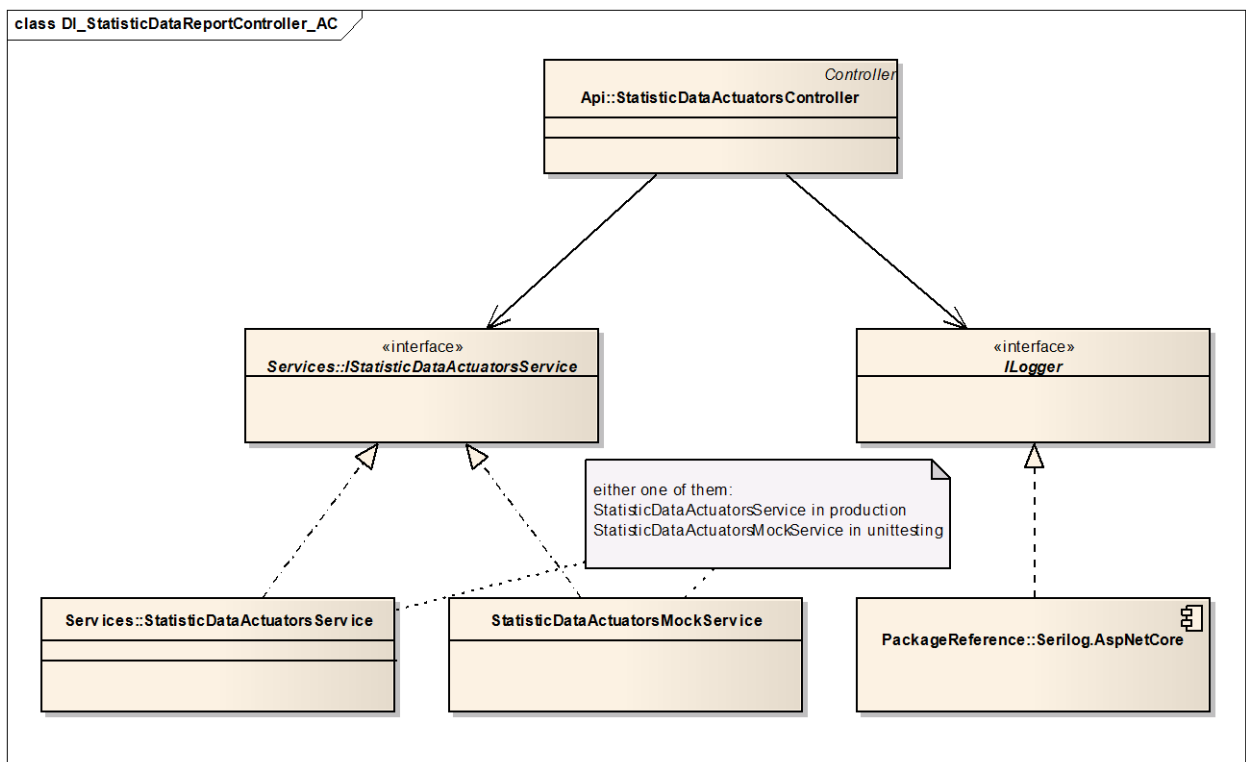 class DI_StatisticDataReportController_AC
Controller
Api::StatisticDataActuatorsController
«interface»
Services::IStatisticDataActuatorsService
«interface»
ILogger
either one of them:
StatisticDataActuatorsService in production
StatisticDataActuatorsMockService in unittesting
Services::StatisticDataActuatorsService
StatisticDataActuatorsMockService
PackageReference::Serilog.AspNetCore